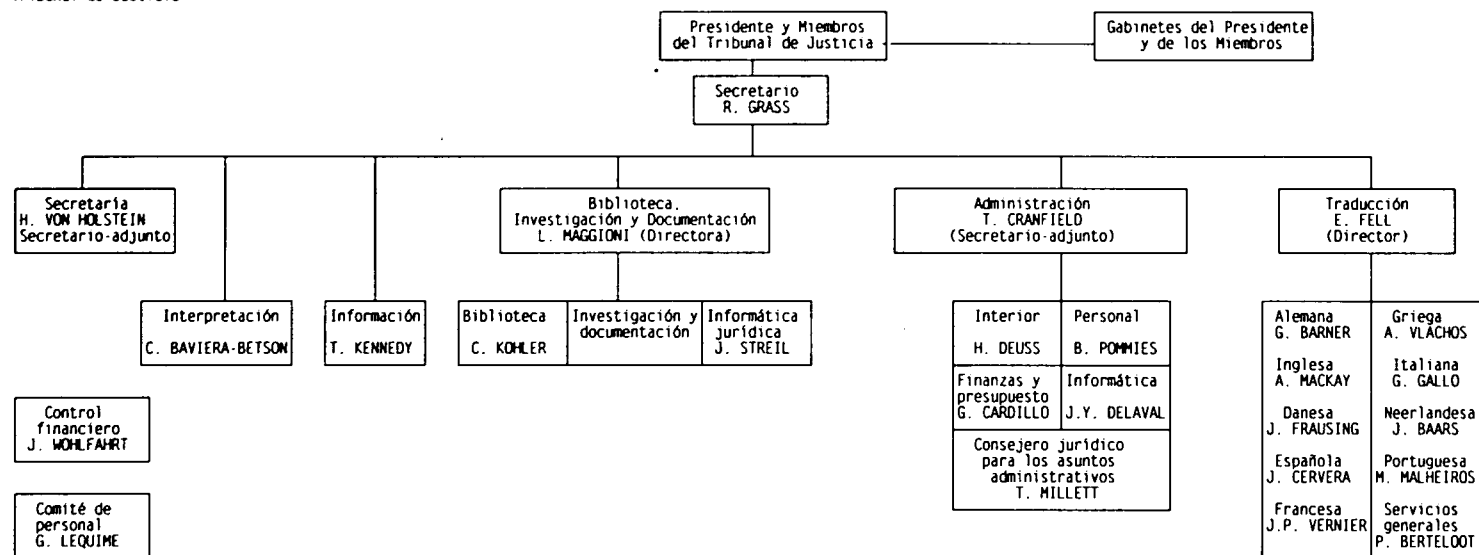 Presidente y Miembros
del Tribunal de Justicia
Gabinetes del Presidente
y de los Miembros
Secretario
R. GRASS
Secretaría
H. VON HOLSTEIN
Secretario-adjunto
Biblioteca,
Investigación y Documentación
L. MAGGIONI (Directora)
Administración
T. CRANFIELD
(Secretario-adjunto)
Traducción
E. FELL
(Director)
Interpretación
C. BAVIERA-BETSON
Información
T. KENNEDY
Biblioteca
C. KOHLER
Investigación y
documentación
Informática
jurídica
J. STREIL
Interior
H. DEUSS
Personal
B. POMMIES
Finanzas y
presupuesto
G. CARDILLO
Informática
J.Y. DELAVAL
Consejero jurídico
para los asuntos
administrativos
T. MILLETT
Alemana
G. BARNER
Griega
A. VLACHOS
Inglesa
A. MACKAY
Italiana
G. GALLO
Danesa
J. FRAUSING
Neerlandesa
J. BAARS
Española
J. CERVERA
Portuguesa
M. MALHEIROS
Francesa
J.P. VERNIER
Servicios
generales
P. BERTELOOT
Control
financiero
J. WOHLFAHRT
Comité de
personal
G. LEQUIME